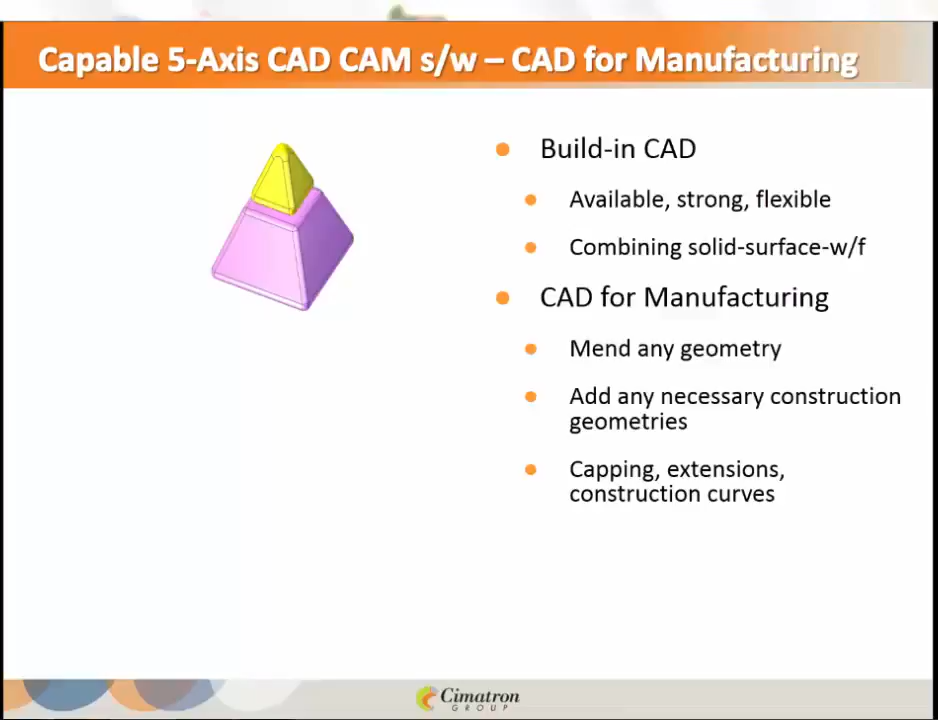 Capable 5-Axis CAD CAM s/w – CAD for Manufacturing
Build-in CAD
Available, strong, flexible
Combining solid-surface-w/f
CAD for Manufacturing
Mend any geometry
Add any necessary construction
geometries
Capping, extensions,
construction curves
Cimatron
GROUP